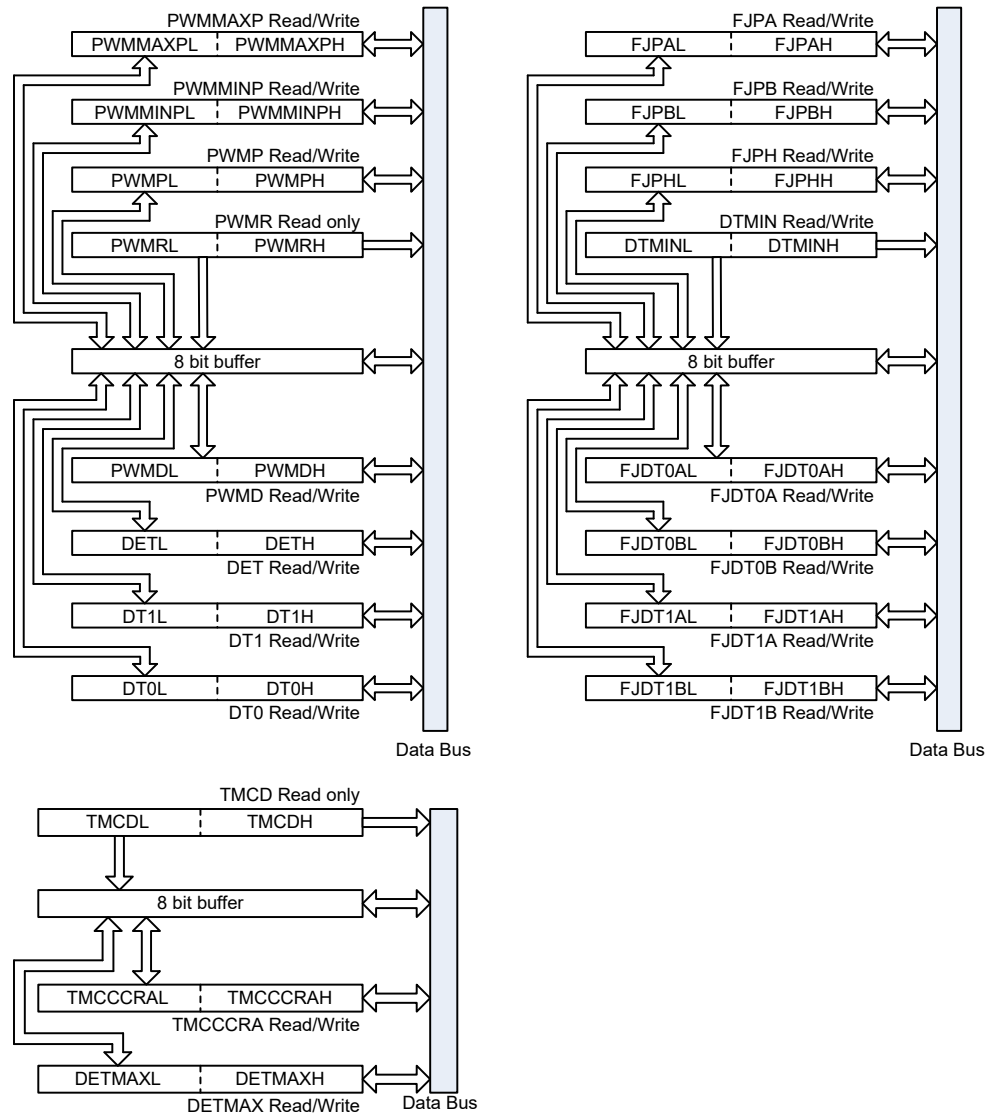 PWMMAXP Read/Write
PWMMAXPL PWMMAXPH
PWMMINP Read/Write
PWMMINPL PWMMINPH
PWMP Read/Write
PWMPL PWMPH
PWMR Read only
PWMRL PWMRH
8 bit buffer
PWMDL PWMDH
PWMD Read/Write
DETL DETH
DET Read/Write
DT1L DT1H
DT1 Read/Write
DT0L DT0H
DT0 Read/Write
Data Bus
FJPA Read/Write
FJPAL FJPAH
FJPB Read/Write
FJPBL FJPBH
FJPH Read/Write
FJPHL FJPHH
DTMIN Read/Write
DTMINL DTMINH
8 bit buffer
FJDT0AL FJDT0AH
FJDT0A Read/Write
FJDT0BL FJDT0BH
FJDT0B Read/Write
FJDT1AL FJDT1AH
FJDT1A Read/Write
FJDT1BL FJDT1BH
FJDT1B Read/Write
Data Bus
TMCD Read only
TMCDL TMCDH
8 bit buffer
TMCCCRAL TMCCCRAH
TMCCCRA Read/Write
DETMAXL DETMAXH
DETMAX Read/Write
Data Bus